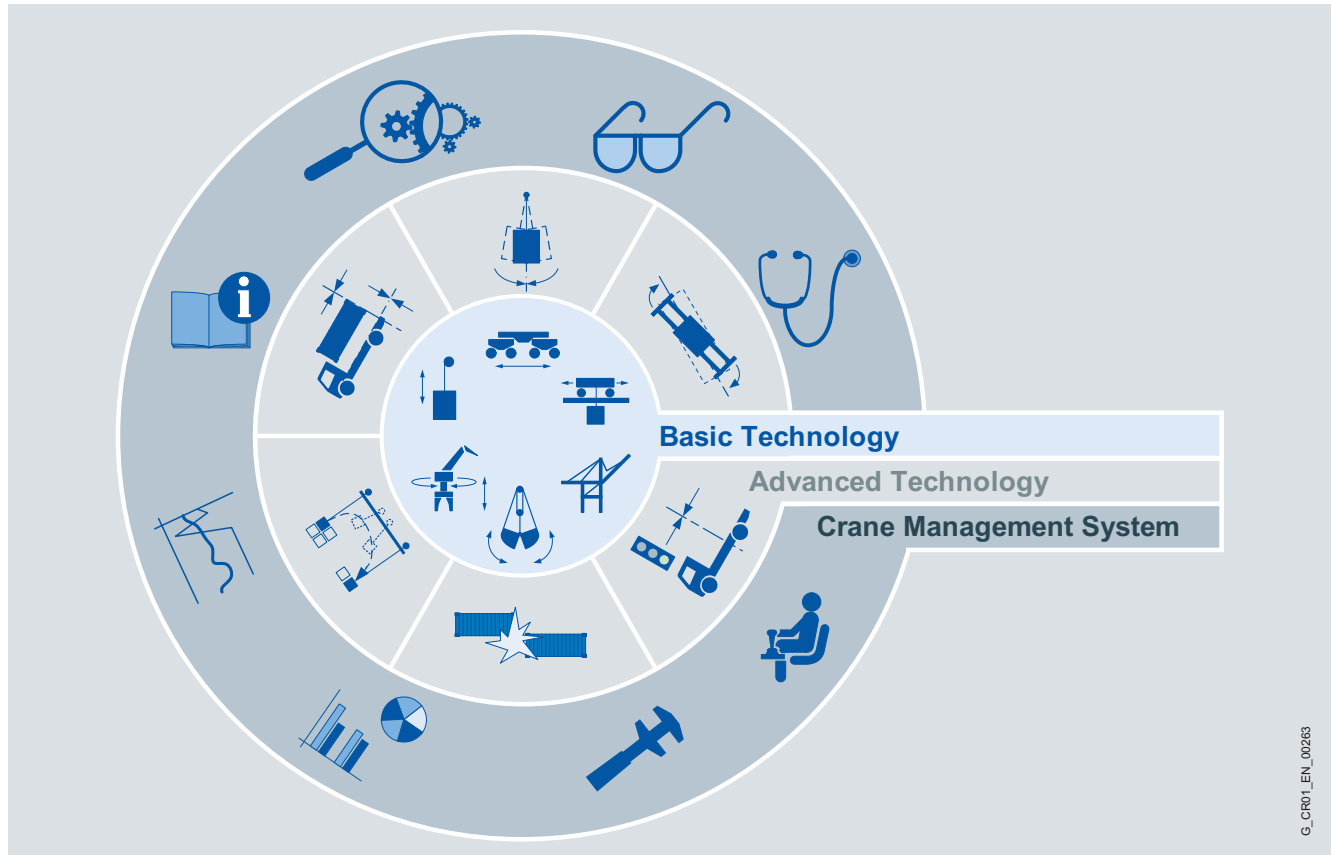 i
Basic Technology
Advanced Technology
Crane Management System
G_CR01_EN_00263